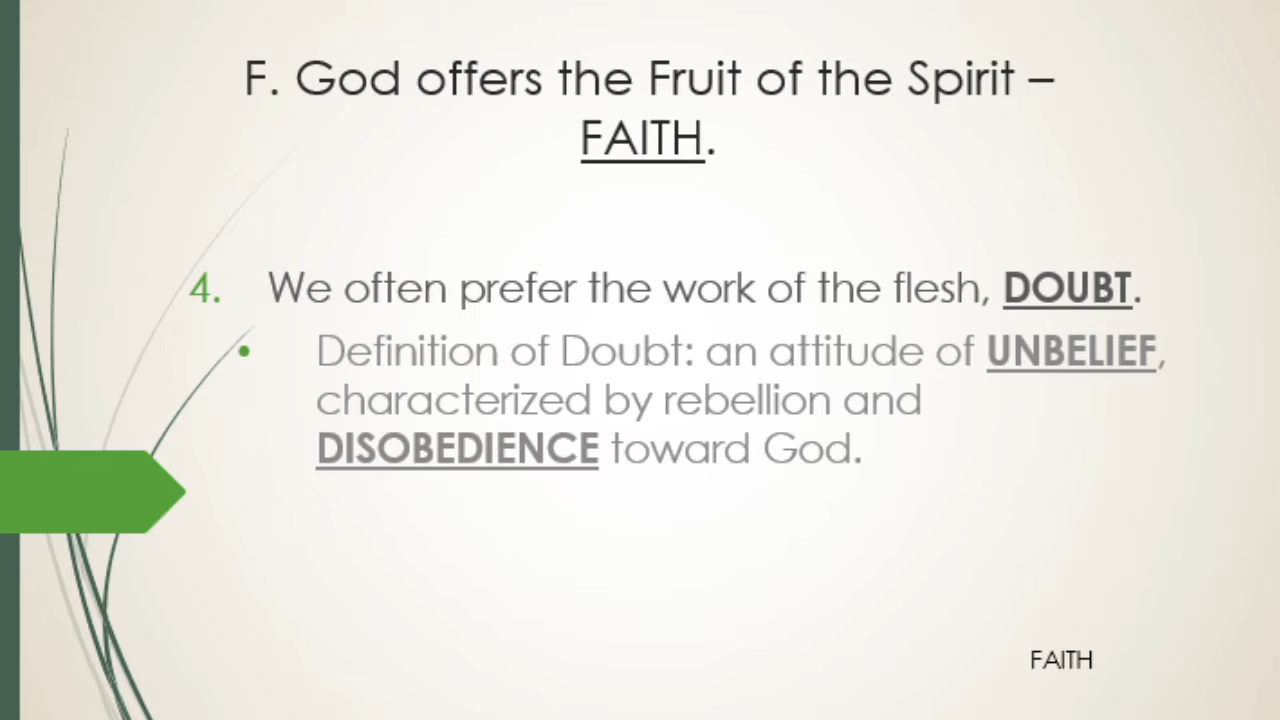 F. God offers the Fruit of the Spirit –
FAITH.
4. We often prefer the work of the flesh, DOUBT.
• Definition of Doubt: an attitude of UNBELIEF,
characterized by rebellion and
DISOBEDIENCE toward God.
FAITH